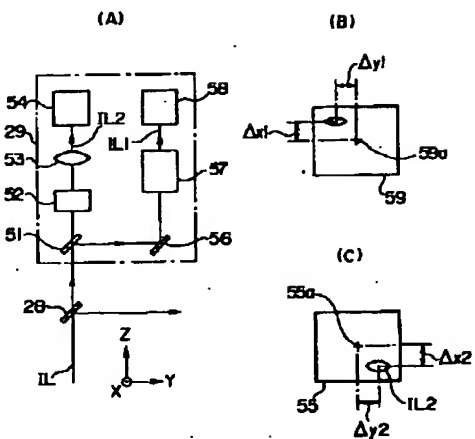 (A)
(B)
54
58
29
IL2
IL1
53
57
52
51
56
28
Z
X
Y
IL
Δy1
Δx1
59a
59
(C)
55a
Δx2
55
IL2
Δy2